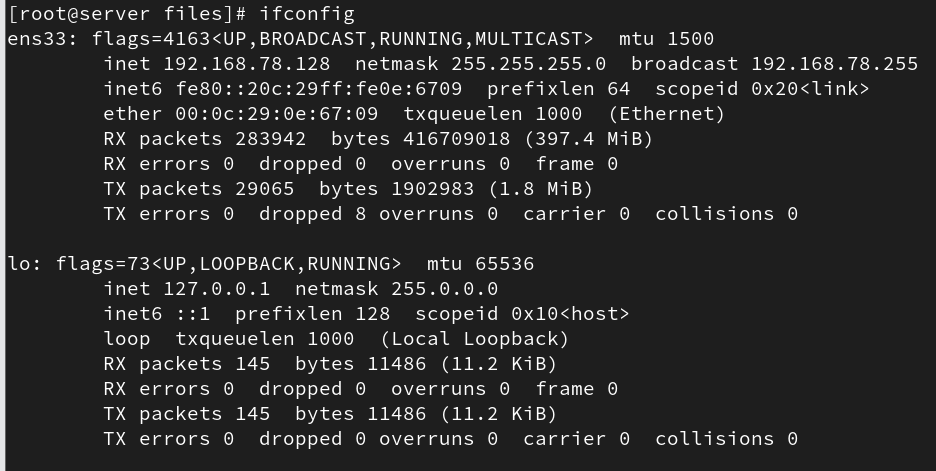 [root@server files]# ifconfig
ens33: flags=4163<UP,BROADCAST,RUNNING,MULTICAST>  mtu 1500
        inet 192.168.78.128  netmask 255.255.255.0  broadcast 192.168.78.255
        inet6 fe80::20c:29ff:fe0e:6709  prefixlen 64  scopeid 0x20<link>
        ether 00:0c:29:0e:67:09  txqueuelen 1000  (Ethernet)
        RX packets 283942  bytes 416709018 (397.4 MiB)
        RX errors 0  dropped 0  overruns 0  frame 0
        TX packets 29065  bytes 1902983 (1.8 MiB)
        TX errors 0  dropped 8 overruns 0  carrier 0  collisions 0

lo: flags=73<UP,LOOPBACK,RUNNING>  mtu 65536
        inet 127.0.0.1  netmask 255.0.0.0
        inet6 ::1  prefixlen 128  scopeid 0x10<host>
        loop  txqueuelen 1000  (Local Loopback)
        RX packets 145  bytes 11486 (11.2 KiB)
        RX errors 0  dropped 0  overruns 0  frame 0
        TX packets 145  bytes 11486 (11.2 KiB)
        TX errors 0  dropped 0 overruns 0  carrier 0  collisions 0